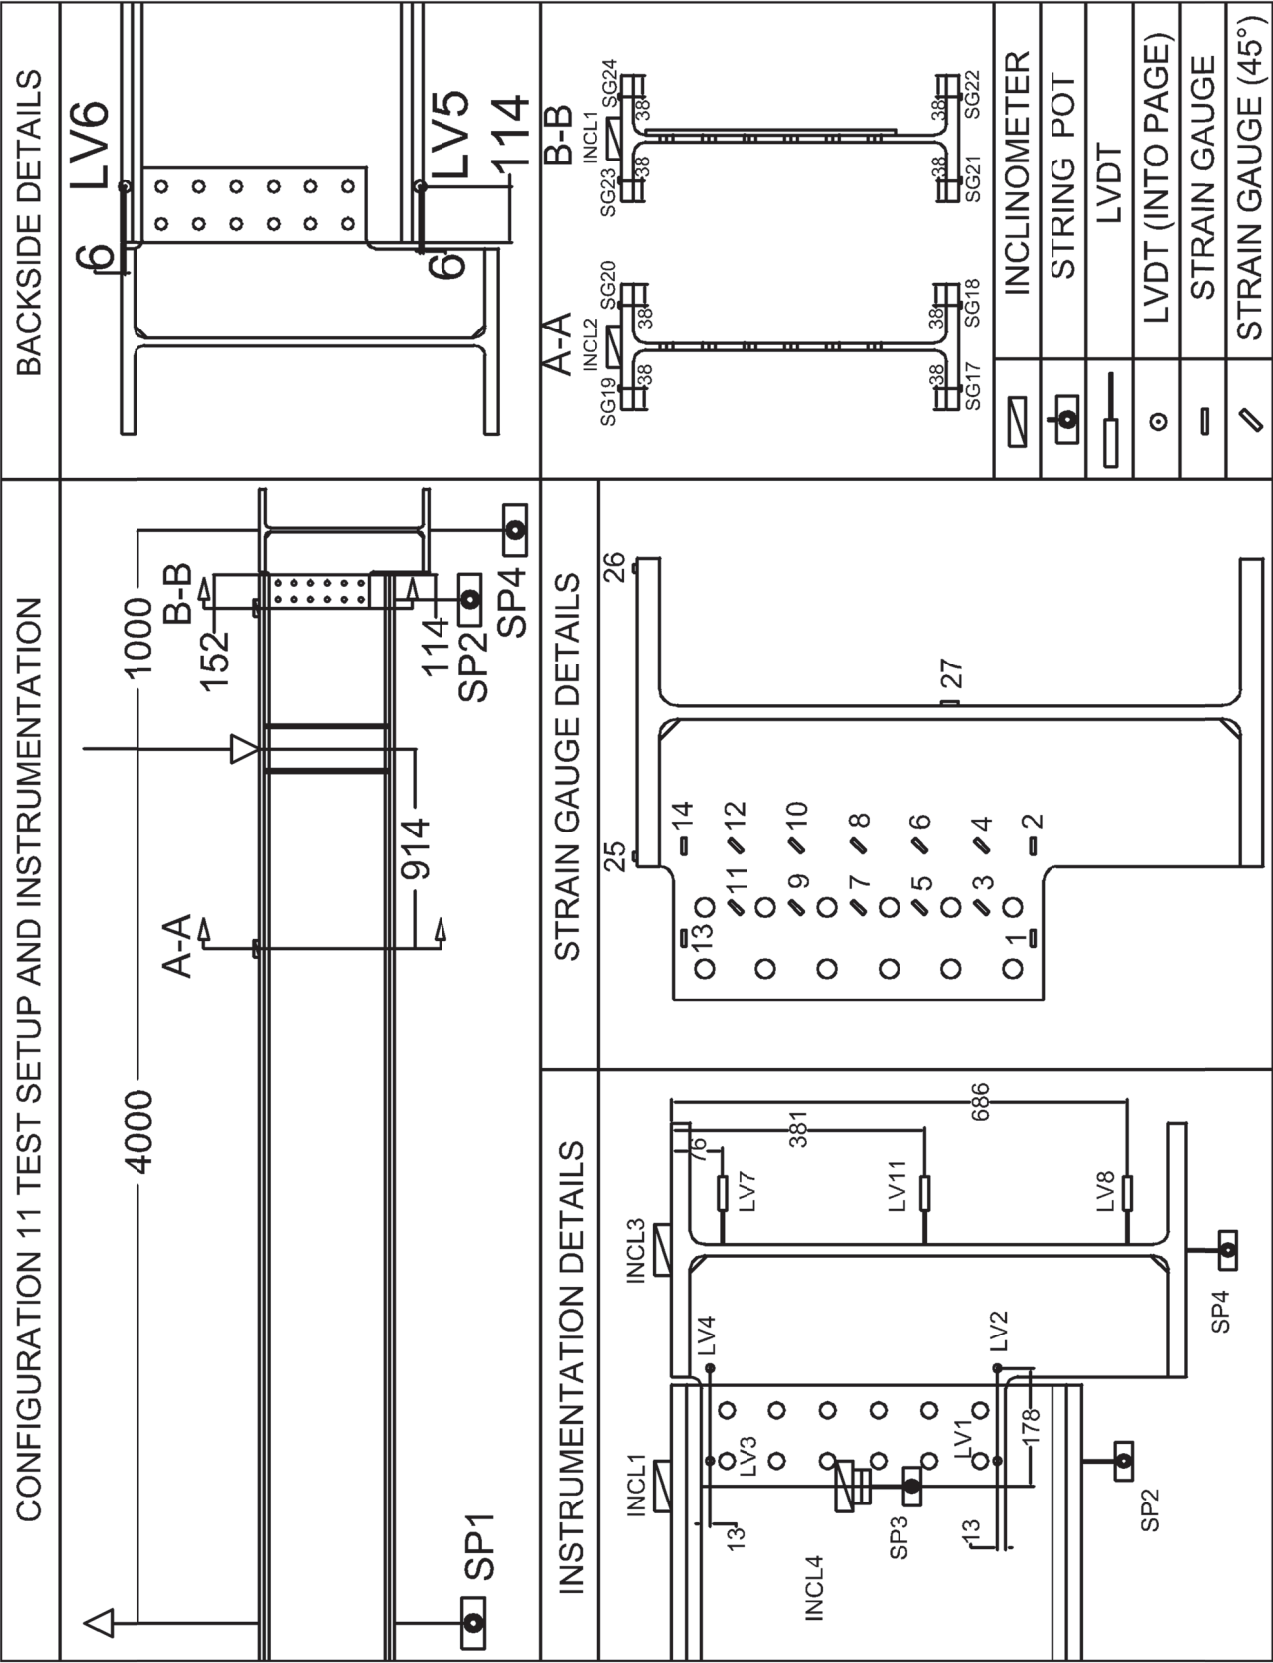 CONFIGURATION 11 TEST SETUP AND INSTRUMENTATION
4000
1000
A-A
B-B
152
914
114
SP1
SP2
SP4
BACKSIDE DETAILS
LV6
6
LV5
6
114
INSTRUMENTATION DETAILS
INCL1
INCL3
LV4
LV3
LV7
76
381
686
LV11
LV8
LV2
LV1
178
13
13
INCL4
SP3
SP2
SP4
STRAIN GAUGE DETAILS
25
26
14
13
12
11
10
9
8
7
6
5
4
3
2
1
27
A-A
INCL2
SG19
SG20
38
38
38
38
SG17
SG18
B-B
INCL1
SG23
SG24
38
38
38
38
SG21
SG22
INCLINOMETER
STRING POT
LVDT
LVDT (INTO PAGE)
STRAIN GAUGE
STRAIN GAUGE (45°)